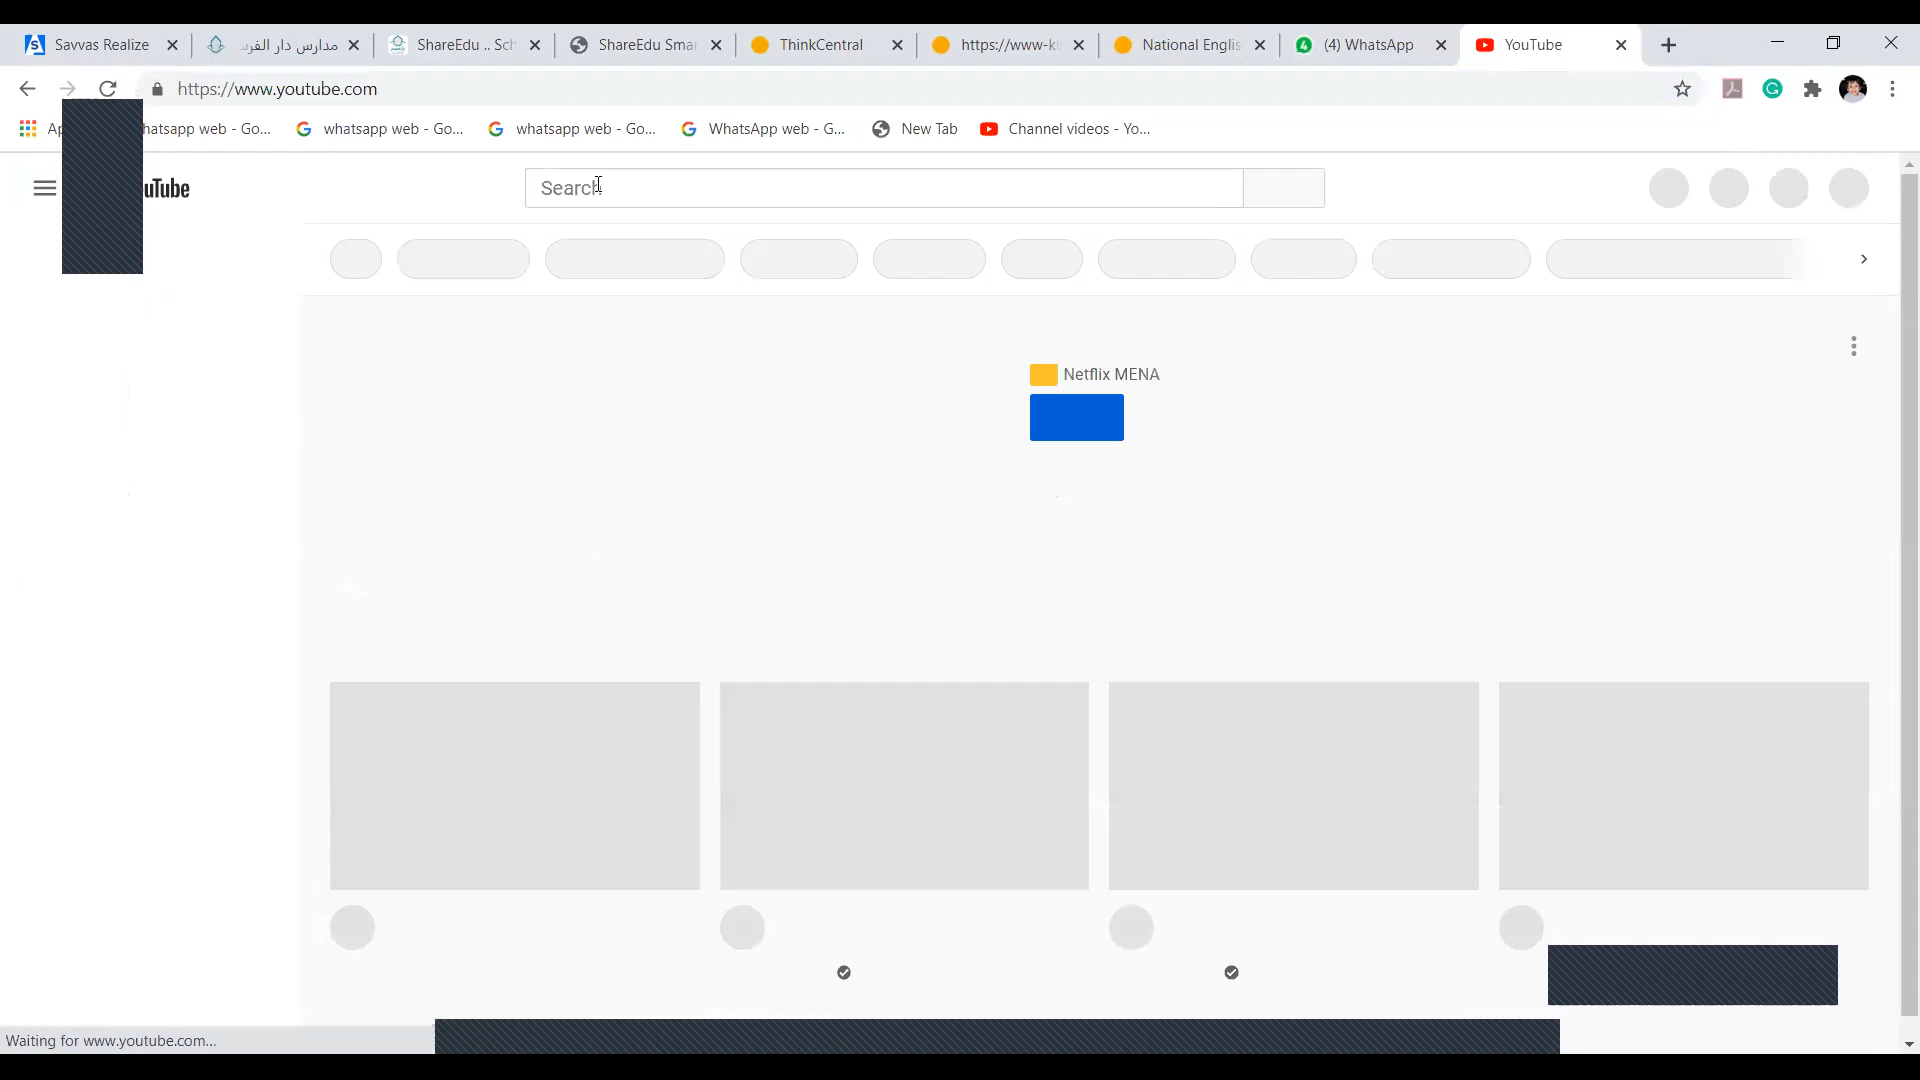 Savvas Realize
مدارس دار الفر
ShareEdu .. Sch
ShareEdu Smar
ThinkCentral
https://www-k
National Englis
(4) WhatsApp
YouTube
https://www.youtube.com
Ap
hatsapp web - Go...
whatsapp web - Go...
whatsapp web - Go...
WhatsApp web - G...
New Tab
Channel videos - Yo...
uTube
Search
Netflix MENA
Waiting for www.youtube.com...